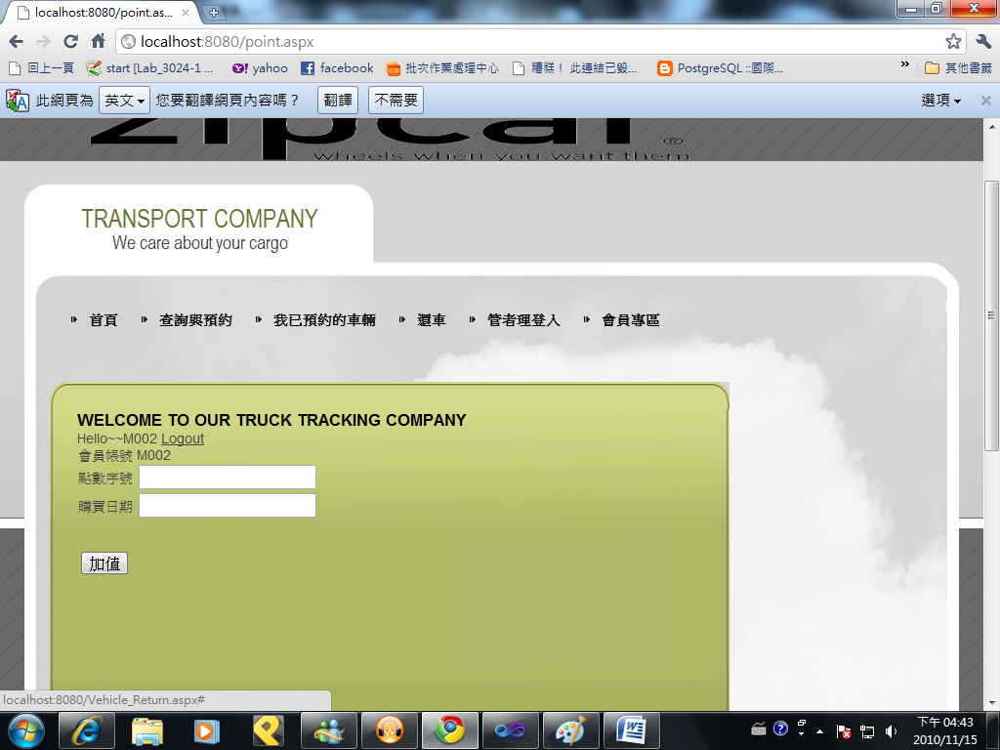 localhost:8080/point.as...
localhost:8080/point.aspx
回上一頁 start [Lab_3024-1 ... yahoo facebook 批次作業處理中心 糟糕！ 此連結已毀... PostgreSQL ::國際... » 其他書籤
此網頁為 英文 您要翻譯網頁內容嗎？ 翻譯 不需要 選項
zipcar
wheels when you want them
TRANSPORT COMPANY
We care about your cargo
首頁 查詢與預約 我已預約的車輛 還車 管者理登入 會員專區
WELCOME TO OUR TRUCK TRACKING COMPANY
Hello~~M002 Logout
會員帳號 M002
點數序號
購買日期
加值
localhost:8080/Vehicle_Return.aspx#
下午 04:43
2010/11/15